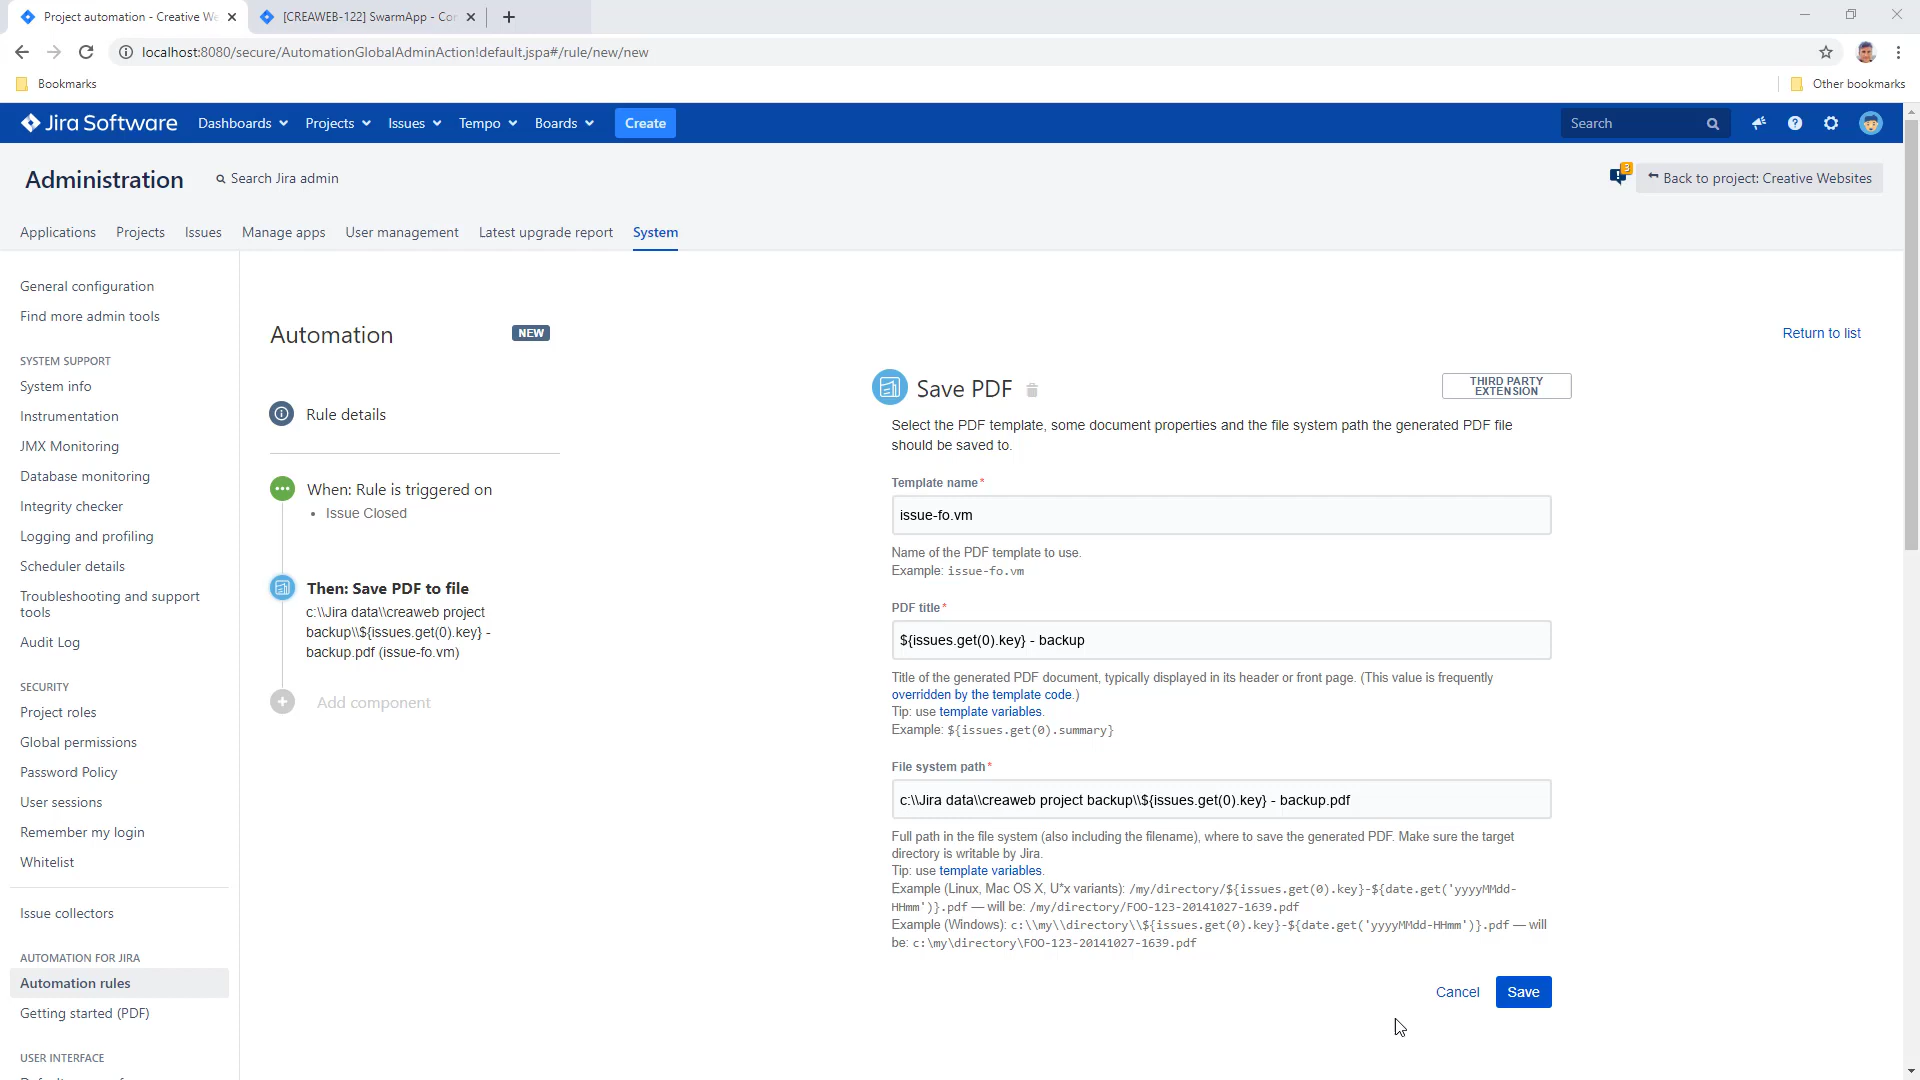 Project automation - Creative We
[CREAWEB-122] SwarmApp - Cor
localhost:8080/secure/AutomationGlobalAdminAction!default.jspa#/rule/new/new
Bookmarks
Other bookmarks
Jira Software
Dashboards
Projects
Issues
Tempo
Boards
Create
Search
Administration
Search Jira admin
3
Back to project: Creative Websites
Applications
Projects
Issues
Manage apps
User management
Latest upgrade report
System
General configuration
Find more admin tools
SYSTEM SUPPORT
System info
Instrumentation
JMX Monitoring
Database monitoring
Integrity checker
Logging and profiling
Scheduler details
Troubleshooting and support
tools
Audit Log
SECURITY
Project roles
Global permissions
Password Policy
User sessions
Remember my login
Whitelist
Issue collectors
AUTOMATION FOR JIRA
Automation rules
Getting started (PDF)
USER INTERFACE
Automation
NEW
Return to list
Rule details
When: Rule is triggered on
• Issue Closed
Then: Save PDF to file
c:\\Jira data\\creaweb project
backup\\${issues.get(0).key} -
backup.pdf (issue-fo.vm)
Add component
Save PDF
THIRD PARTY
EXTENSION
Select the PDF template, some document properties and the file system path the generated PDF file
should be saved to.
Template name*
issue-fo.vm
Name of the PDF template to use.
Example: issue-fo.vm
PDF title*
${issues.get(0).key} - backup
Title of the generated PDF document, typically displayed in its header or front page. (This value is frequently
overridden by the template code.)
Tip: use template variables.
Example: ${issues.get(0).summary}
File system path*
c:\\Jira data\\creaweb project backup\\${issues.get(0).key} - backup.pdf
Full path in the file system (also including the filename), where to save the generated PDF. Make sure the target
directory is writable by Jira.
Tip: use template variables.
Example (Linux, Mac OS X, U*x variants): /my/directory/${issues.get(0).key}-${date.get('yyyyMMdd-
HHmm')}.pdf — will be: /my/directory/FOO-123-20141027-1639.pdf
Example (Windows): c:\\my\\directory\\${issues.get(0).key}-${date.get('yyyyMMdd-HHmm')}.pdf — will
be: c:\my\directory\FOO-123-20141027-1639.pdf
Cancel
Save